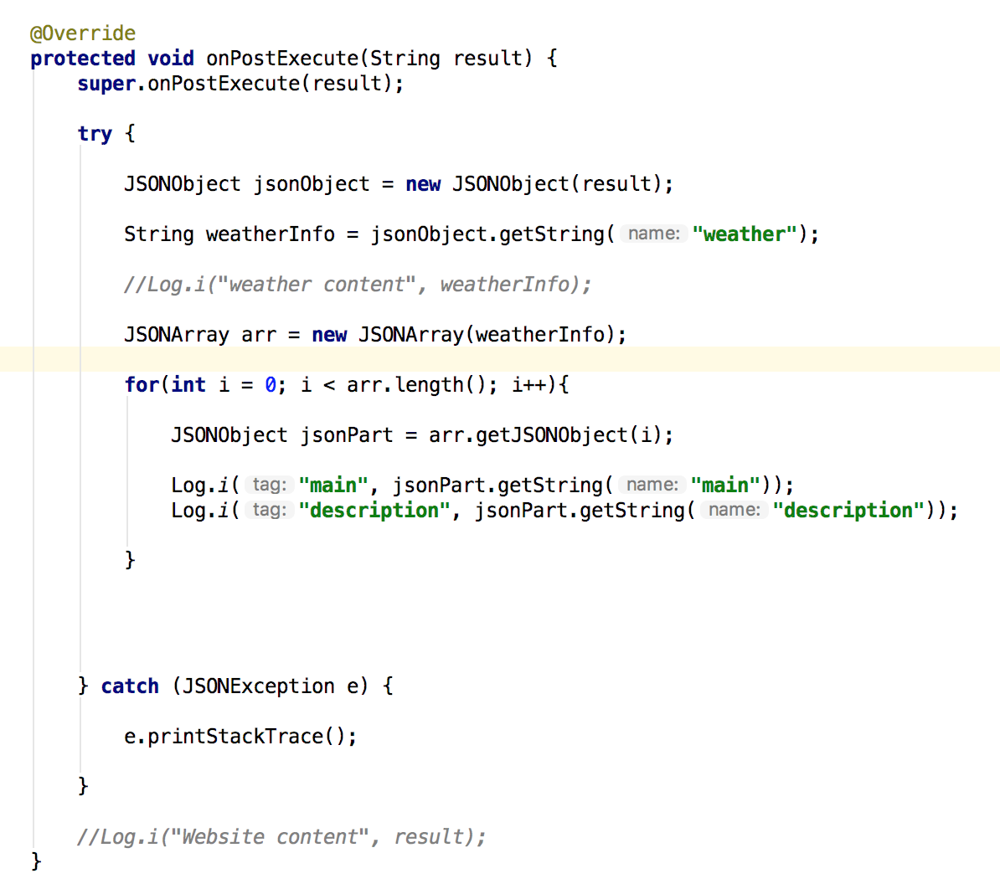 @Override
protected void onPostExecute(String result) {
super.onPostExecute(result);
try {
JSONObject jsonObject = new JSONObject(result);
String weatherInfo = jsonObject.getString( name: "weather");
//Log.i("weather content", weatherInfo);
JSONArray arr = new JSONArray(weatherInfo);
for(int i = 0; i < arr.length(); i++){
JSONObject jsonPart = arr.getJSONObject(i);
Log.i( tag: "main", jsonPart.getString( name: "main"));
Log.i( tag: "description", jsonPart.getString( name: "description"));
}
} catch (JSONException e) {
e.printStackTrace();
}
//Log.i("Website content", result);
}